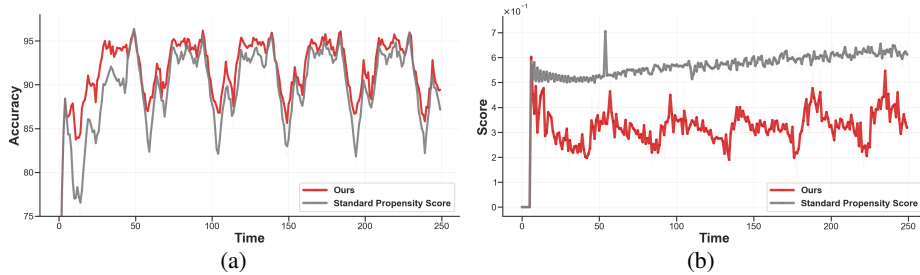 95
90
85
80
75
Accuracy
0
50
100
150
200
250
Time
Ours
Standard Propensity Score
(a)
×10⁻¹
7
6
5
4
3
2
1
0
Score
0
50
100
150
200
250
Time
Ours
Standard Propensity Score
(b)